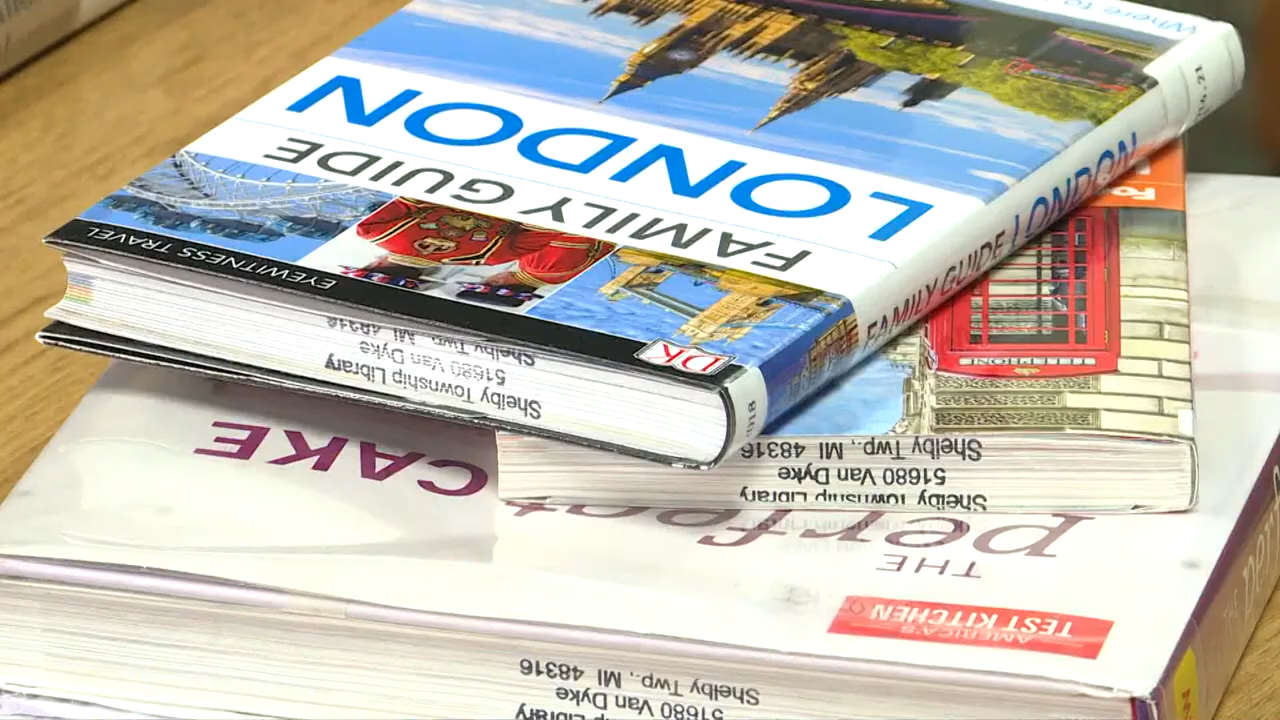 LONDON
FAMILY GUIDE
EYEWITNESS TRAVEL
DK
FAMILY GUIDE LONDON
2018
Shelby Township Library
51680 Van Dyke
Shelby Twp., MI 48316
TELEPHONE
Shelby Township Library
51680 Van Dyke
Shelby Twp., MI 48316
AMERICA'S
TEST KITCHEN
THE
perfect
CAKE
51680 Van Dyke
Shelby Twp., MI 48316